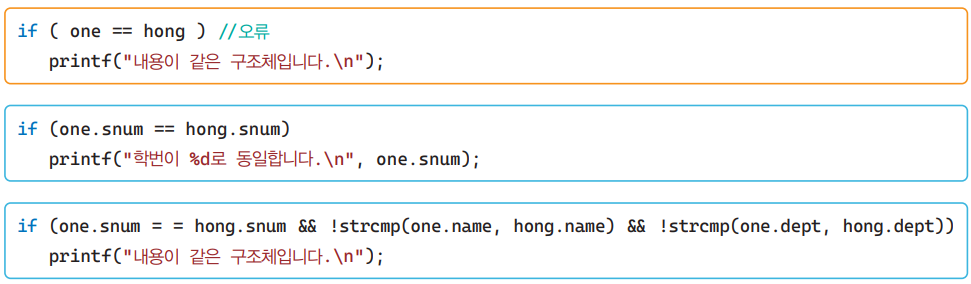 if ( one == hong ) //오류
printf("내용이 같은 구조체입니다.\n");
if (one.snum == hong.snum)
printf("학번이 %d로 동일합니다.\n", one.snum);
if (one.snum = = hong.snum && !strcmp(one.name, hong.name) && !strcmp(one.dept, hong.dept))
printf("내용이 같은 구조체입니다.\n");